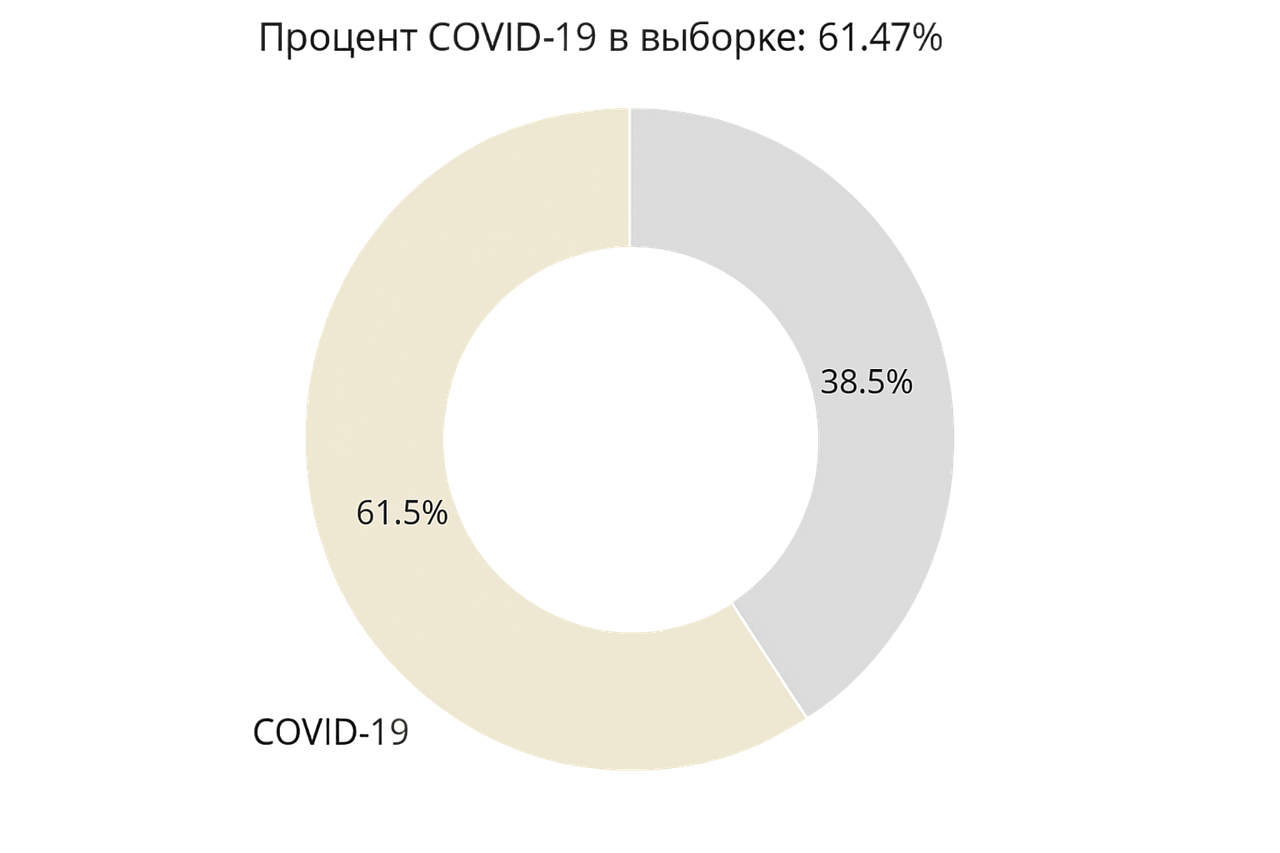 Процент COVID-19 в выборке: 61.47%
38.5%
61.5%
COVID-19